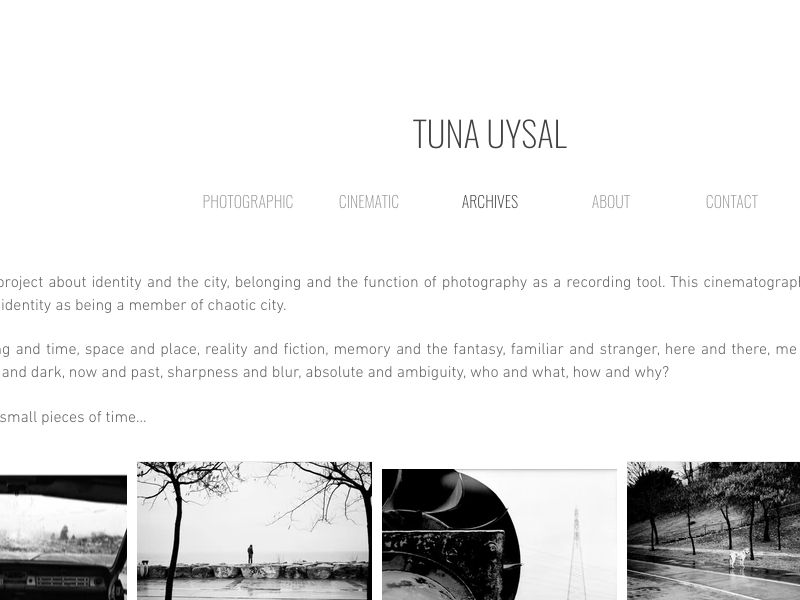 TUNA UYSAL
PHOTOGRAPHIC CINEMATIC ARCHIVES ABOUT CONTACT
project about identity and the city, belonging and the function of photography as a recording tool. This
identity as being a member of chaotic city.
and time, space and place, reality and fiction, memory and the fantasy, familiar and stranger, here and there, me
and dark, now and past, sharpness and blur, absolute and ambiguity, who and what, how and why?
small pieces of time...